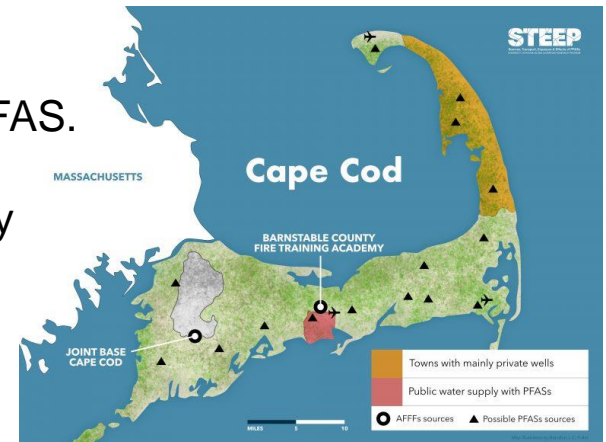 FAS.
y
STEEP
MASSACHUSETTS
Cape Cod
BARNSTABLE COUNTY
FIRE TRAINING ACADEMY
JOINT BASE
CAPE COD
Towns with mainly private wells
Public water supply with PFASs
AFFFs sources
Possible PFASs sources
MILES 5 10